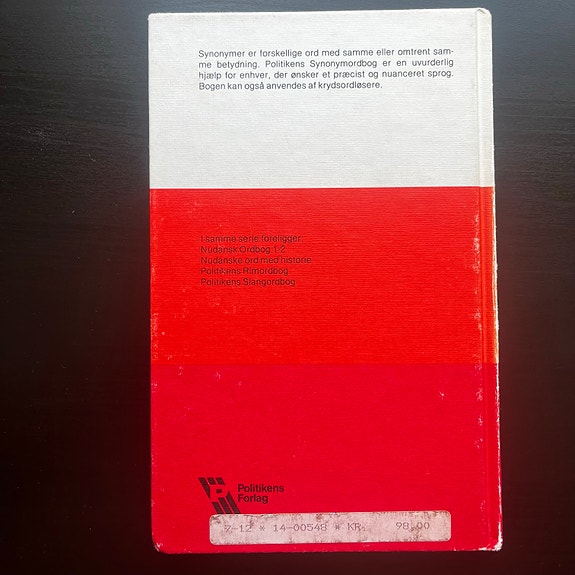 Synonymer er forskellige ord med samme eller omtrent sam-
me betydning. Politikens Synonymordbog er en uvurderlig
hjælp for enhver, der ønsker et præcist og nuanceret sprog.
Bogen kan også anvendes af krydsordløsere.
I samme serie foreligger:
Nudansk Ordbog 1-2
Nudanske ord med historie
Politikens Rimordbog
Politikens Slangordbog
Politikens
Forlag
7-12 * 14-00548 * KR. 98,00